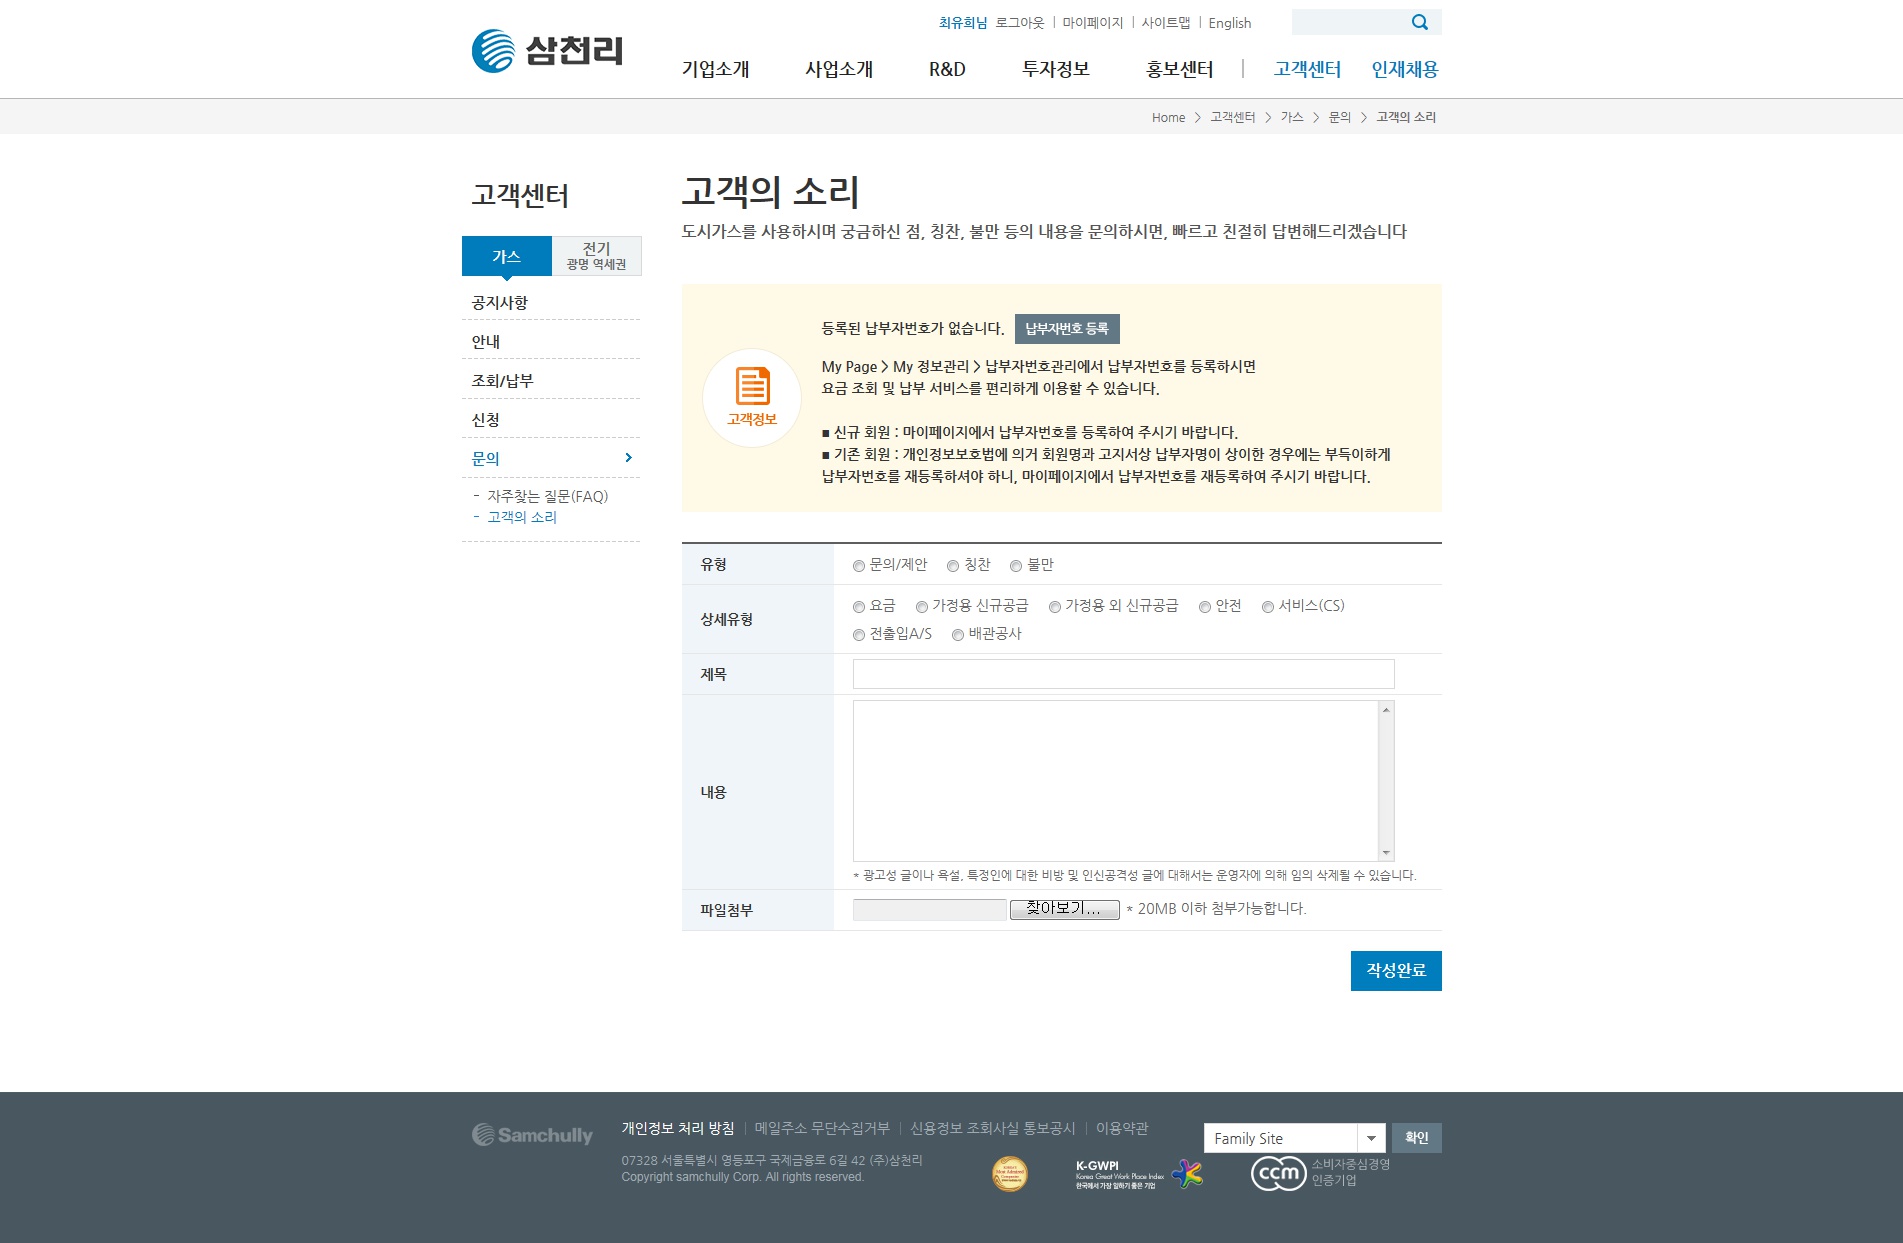 최유희님 로그아웃 마이페이지 사이트맵 English
삼천리
기업소개 사업소개 R&D 투자정보 홍보센터 고객센터 인재채용
Home > 고객센터 > 가스 > 문의 > 고객의 소리
고객센터
가스
전기
광명 역세권
공지사항
안내
조회/납부
신청
문의
- 자주찾는 질문(FAQ)
- 고객의 소리
고객의 소리
도시가스를 사용하시며 궁금하신 점, 칭찬, 불만 등의 내용을 문의하시면, 빠르고 친절히 답변해드리겠습니다
고객정보
등록된 납부자번호가 없습니다. 납부자번호 등록
My Page > My 정보관리 > 납부자번호관리에서 납부자번호를 등록하시면
요금 조회 및 납부 서비스를 편리하게 이용할 수 있습니다.
■ 신규 회원 : 마이페이지에서 납부자번호를 등록하여 주시기 바랍니다.
■ 기존 회원 : 개인정보보호법에 의거 회원명과 고지서상 납부자명이 상이한 경우에는 부득이하게
납부자번호를 재등록하셔야 하니, 마이페이지에서 납부자번호를 재등록하여 주시기 바랍니다.
유형 문의/제안 칭찬 불만
상세유형 요금 가정용 신규공급 가정용 외 신규공급 안전 서비스(CS)
전출입A/S 배관공사
제목
내용
* 광고성 글이나 욕설, 특정인에 대한 비방 및 인신공격성 글에 대해서는 운영자에 의해 임의 삭제될 수 있습니다.
파일첨부 찾아보기... * 20MB 이하 첨부가능합니다.
작성완료
Samchully
개인정보 처리 방침 메일주소 무단수집거부 신용정보 조회사실 통보공시 이용약관
07328 서울특별시 영등포구 국제금융로 6길 42 (주)삼천리
Copyright samchully Corp. All rights reserved.
Family Site 확인
K-GWPI
Korea Great Work Place Index
한국에서 가장 일하기 좋은 기업
ccm
소비자중심경영
인증기업